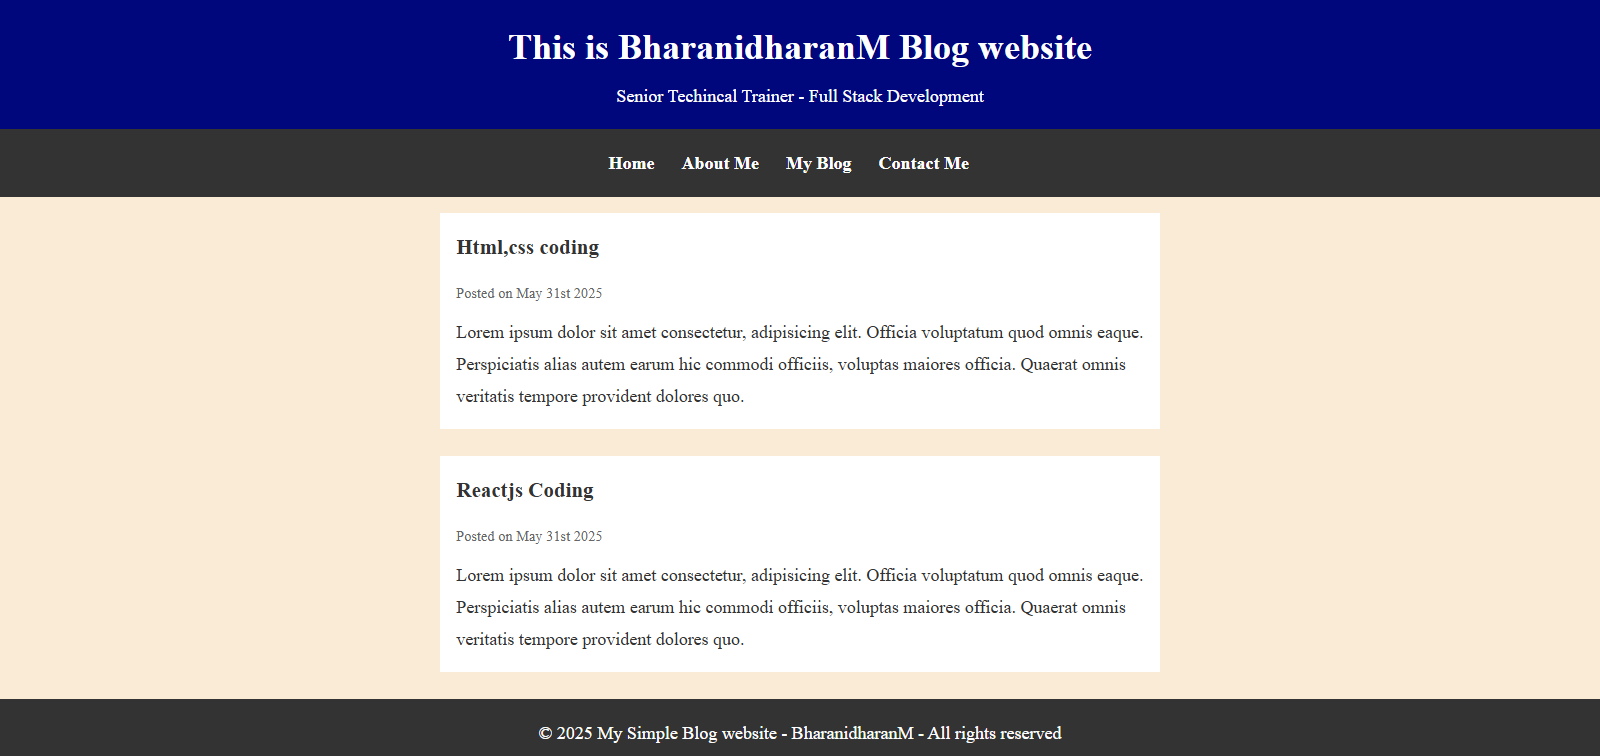 This is BharanidharanM Blog website
Senior Techincal Trainer - Full Stack Development
Home About Me My Blog Contact Me
Html,css coding
Posted on May 31st 2025
Lorem ipsum dolor sit amet consectetur, adipisicing elit. Officia voluptatum quod omnis eaque.
Perspiciatis alias autem earum hic commodi officiis, voluptas maiores officia. Quaerat omnis
veritatis tempore provident dolores quo.
Reactjs Coding
Posted on May 31st 2025
Lorem ipsum dolor sit amet consectetur, adipisicing elit. Officia voluptatum quod omnis eaque.
Perspiciatis alias autem earum hic commodi officiis, voluptas maiores officia. Quaerat omnis
veritatis tempore provident dolores quo.
© 2025 My Simple Blog website - BharanidharanM - All rights reserved